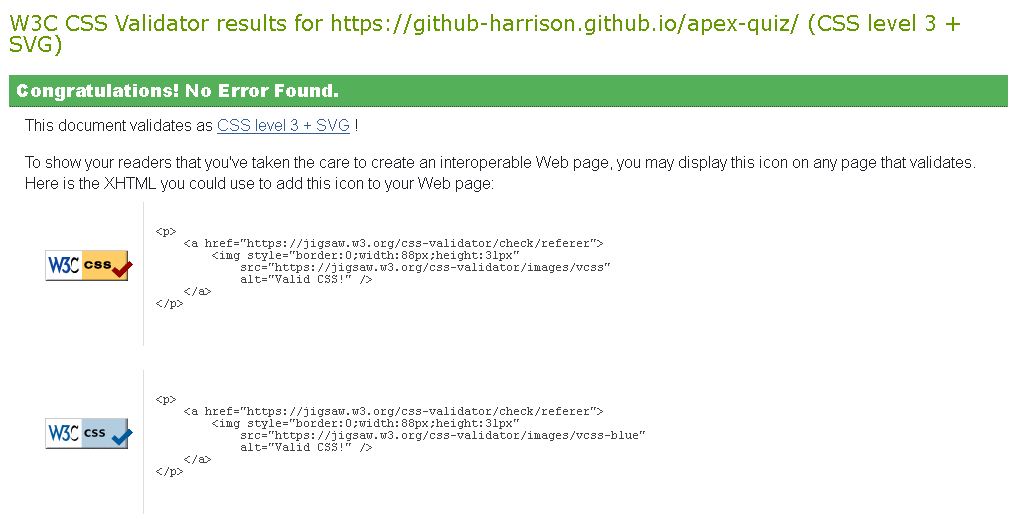 W3C CSS Validator results for https://github-harrison.github.io/apex-quiz/ (CSS level 3 +
SVG)
Congratulations! No Error Found.
This document validates as CSS level 3 + SVG !
To show your readers that you've taken the care to create an interoperable Web page, you may display this icon on any page that validates.
Here is the XHTML you could use to add this icon to your Web page:
W3C css
<p>
    <a href="https://jigsaw.w3.org/css-validator/check/referer">
        <img style="border:0;width:88px;height:31px"
            src="https://jigsaw.w3.org/css-validator/images/vcss"
            alt="Valid CSS!" />
    </a>
</p>
W3C css
<p>
    <a href="https://jigsaw.w3.org/css-validator/check/referer">
        <img style="border:0;width:88px;height:31px"
            src="https://jigsaw.w3.org/css-validator/images/vcss-blue"
            alt="Valid CSS!" />
    </a>
</p>